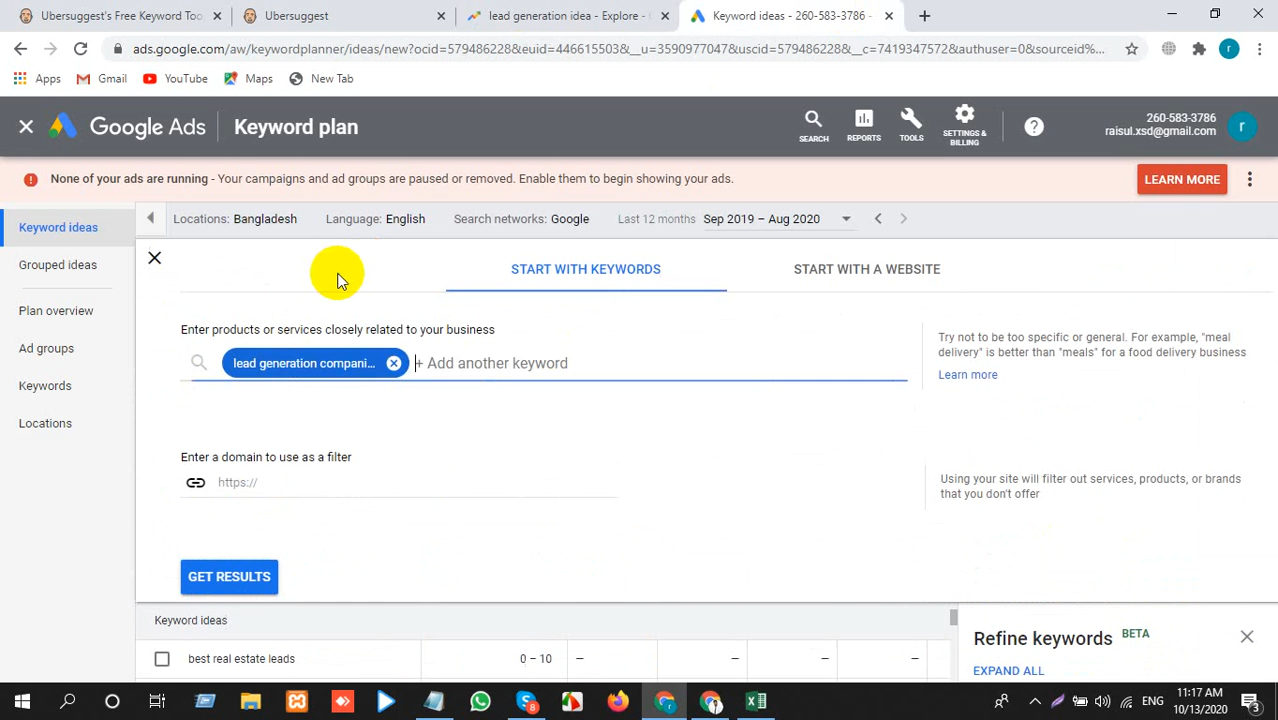 Ubersuggest's Free Keyword Too
Ubersuggest
lead generation idea - Explore -
Keyword ideas - 260-583-3786 -
ads.google.com/aw/keywordplanner/ideas/new?ocid=579486228&euid=446615503&__u=3590977047&uscid=579486228&__c=7419347572&authuser=0&sourceid%...
r
Apps
Gmail
YouTube
Maps
New Tab
Google Ads
Keyword plan
SEARCH
REPORTS
TOOLS
SETTINGS &
BILLING
260-583-3786
raisul.xsd@gmail.com
r
None of your ads are running - Your campaigns and ad groups are paused or removed. Enable them to begin showing your ads.
LEARN MORE
Keyword ideas
Grouped ideas
Plan overview
Ad groups
Keywords
Locations
Locations: Bangladesh
Language: English
Search networks: Google
Last 12 months
Sep 2019 – Aug 2020
START WITH KEYWORDS
START WITH A WEBSITE
Enter products or services closely related to your business
lead generation compani...
+ Add another keyword
Try not to be too specific or general. For example, "meal
delivery" is better than "meals" for a food delivery business
Learn more
Enter a domain to use as a filter
https://
Using your site will filter out services, products, or brands
that you don't offer
GET RESULTS
Keyword ideas
best real estate leads
0 – 10
–
–
–
–
Refine keywords BETA
EXPAND ALL
ENG
11:17 AM
10/13/2020